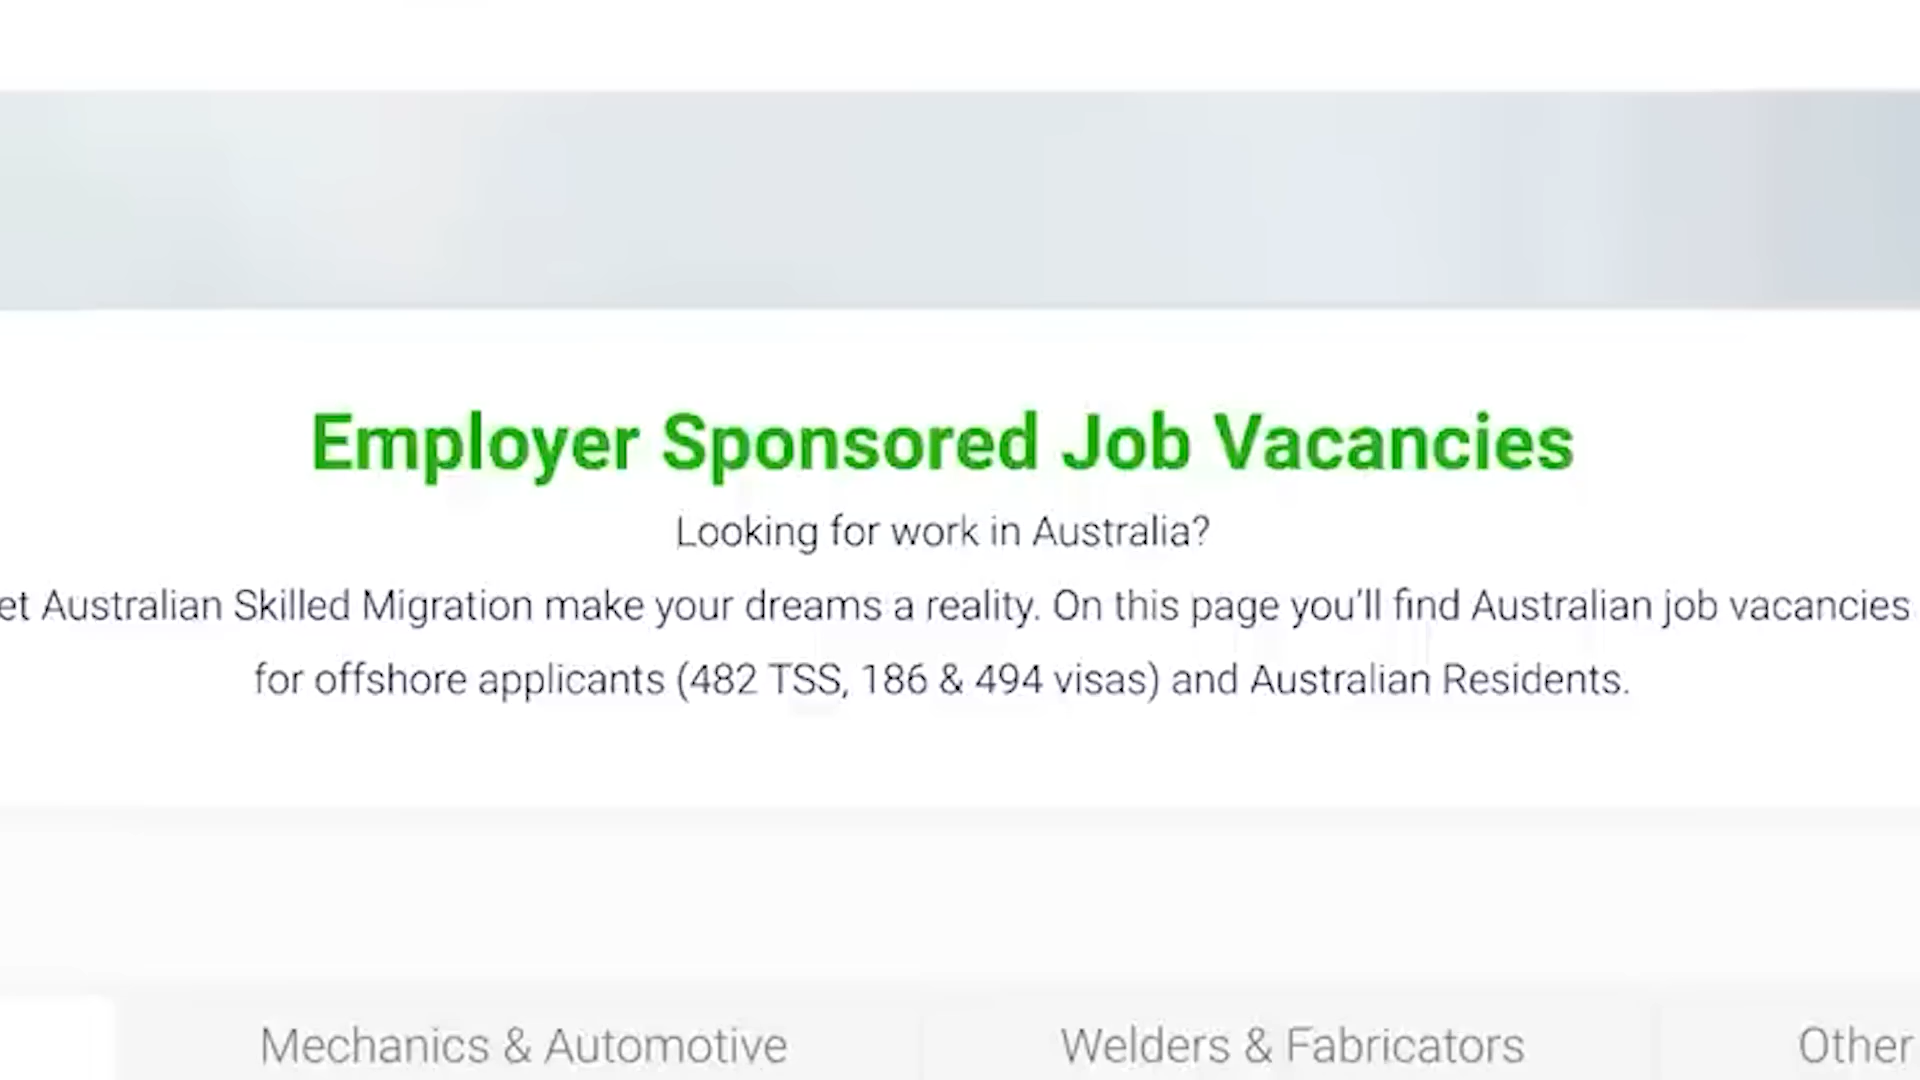 Employer Sponsored Job Vacancies
Looking for work in Australia?
et Australian Skilled Migration make your dreams a reality. On this page you’ll find Australian job vacancies
for offshore applicants (482 TSS, 186 & 494 visas) and Australian Residents.
Mechanics & Automotive
Welders & Fabricators
Other